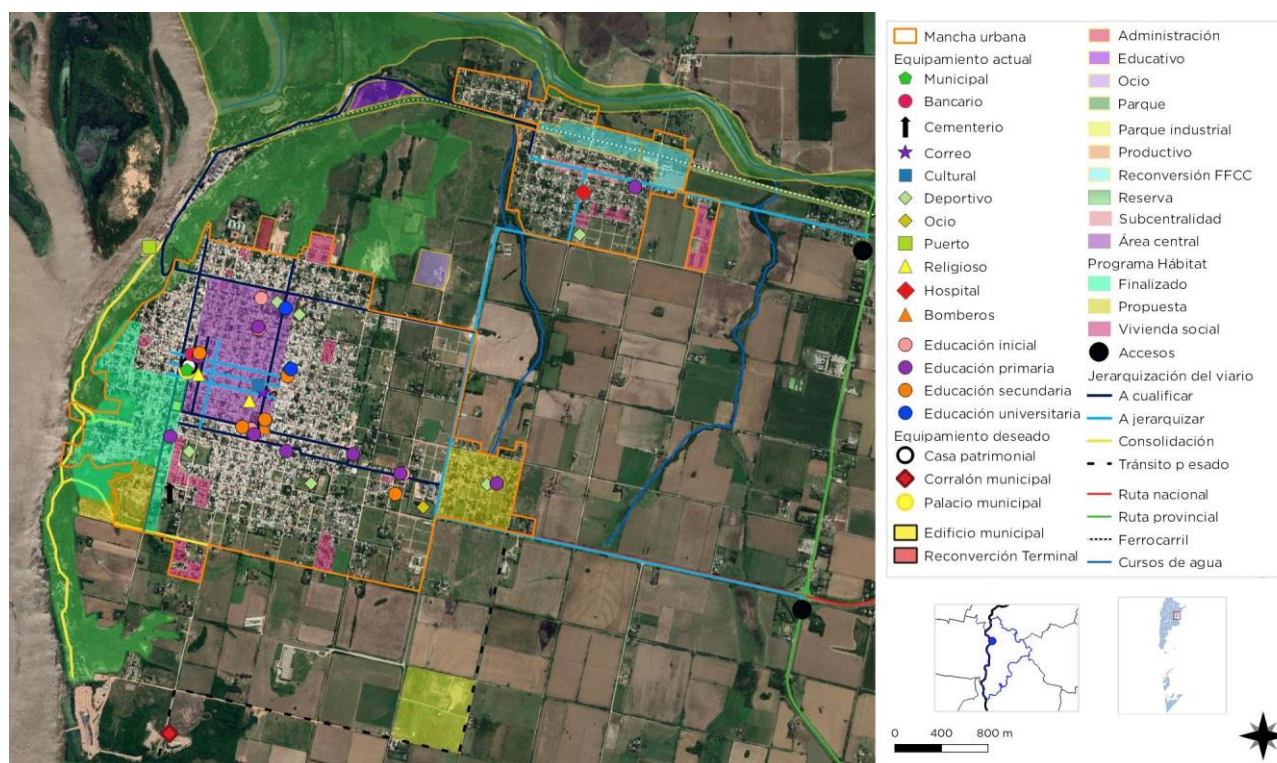 Mancha urbana
Equipamiento actual
Municipal
Bancario
Cementerio
Correo
Cultural
Deportivo
Ocio
Puerto
Religioso
Hospital
Bomberos
Educación inicial
Educación primaria
Educación secundaria
Educación universitaria
Equipamiento deseado
Casa patrimonial
Corralón municipal
Palacio municipal
Edificio municipal
Reconverción Terminal
Administración
Educativo
Ocio
Parque
Parque industrial
Productivo
Reconversión FFCC
Reserva
Subcentralidad
Área central
Programa Hábitat
Finalizado
Propuesta
Vivienda social
Accesos
Jerarquización del viario
A cualificar
A jerarquizar
Consolidación
Tránsito p esado
Ruta nacional
Ruta provincial
Ferrocarril
Cursos de agua
0 400 800 m